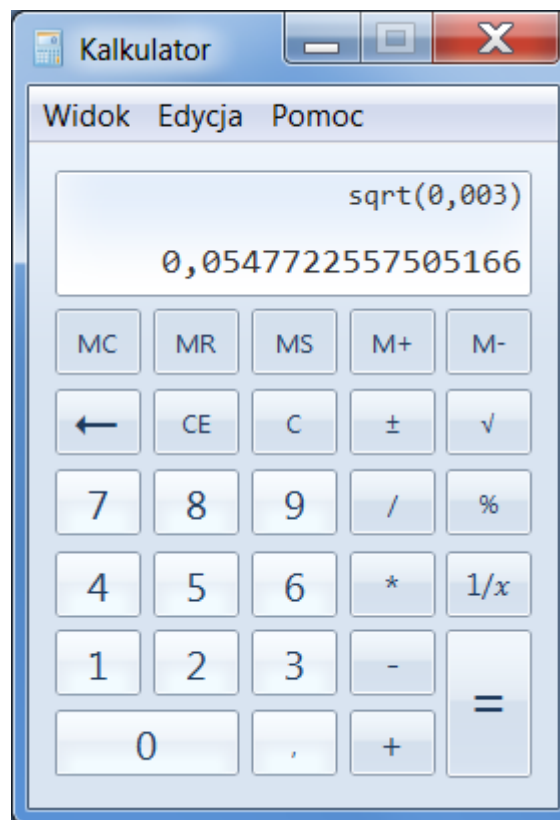 Kalkulator
Widok Edycja Pomoc
sqrt(0,003)
0,0547722557505166
MC MR MS M+ M-
← CE C ± √
7 8 9 / %
4 5 6 * 1/x
1 2 3 - =
0 , +